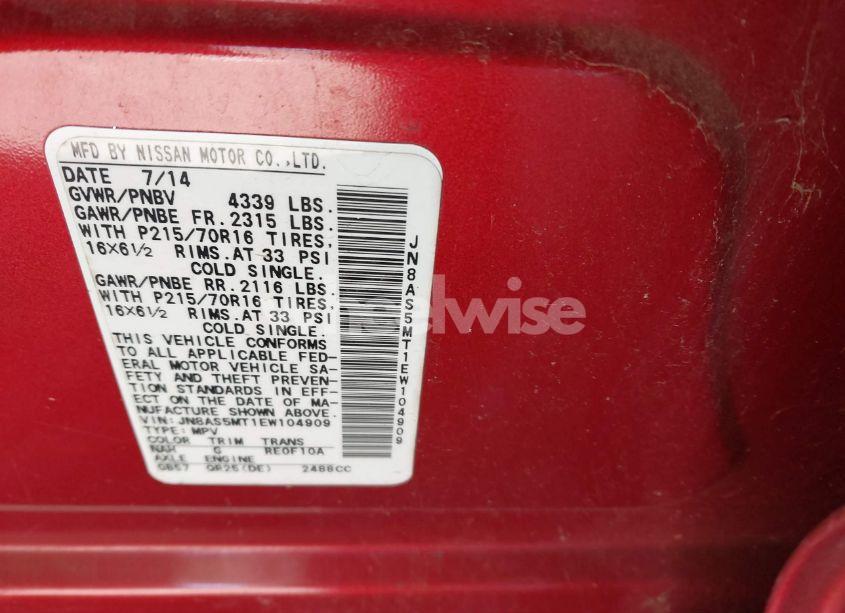 MFD BY NISSAN MOTOR CO.,LTD.
DATE 7/14
GVWR/PNBV 4339 LBS.
GAWR/PNBE FR. 2315 LBS.
WITH P215/70R16 TIRES,
16×6½ RIMS. AT 33 PSI
COLD SINGLE.
GAWR/PNBE RR. 2116 LBS.
WITH P215/70R16 TIRES,
16×6½ RIMS. AT 33 PSI
COLD SINGLE.
THIS VEHICLE CONFORMS
TO ALL APPLICABLE FED-
ERAL MOTOR VEHICLE SA-
FETY AND THEFT PREVEN-
TION STANDARDS IN EFF-
ECT ON THE DATE OF MA-
NUFACTURE SHOWN ABOVE.
VIN: JN8AS5MT1EW104909
TYPE: MPV
COLOR TRIM TRANS
NAH G RE0F10A
AXLE ENGINE
GB57 QR25(DE) 2488CC
JN8AS5MT1EW104909